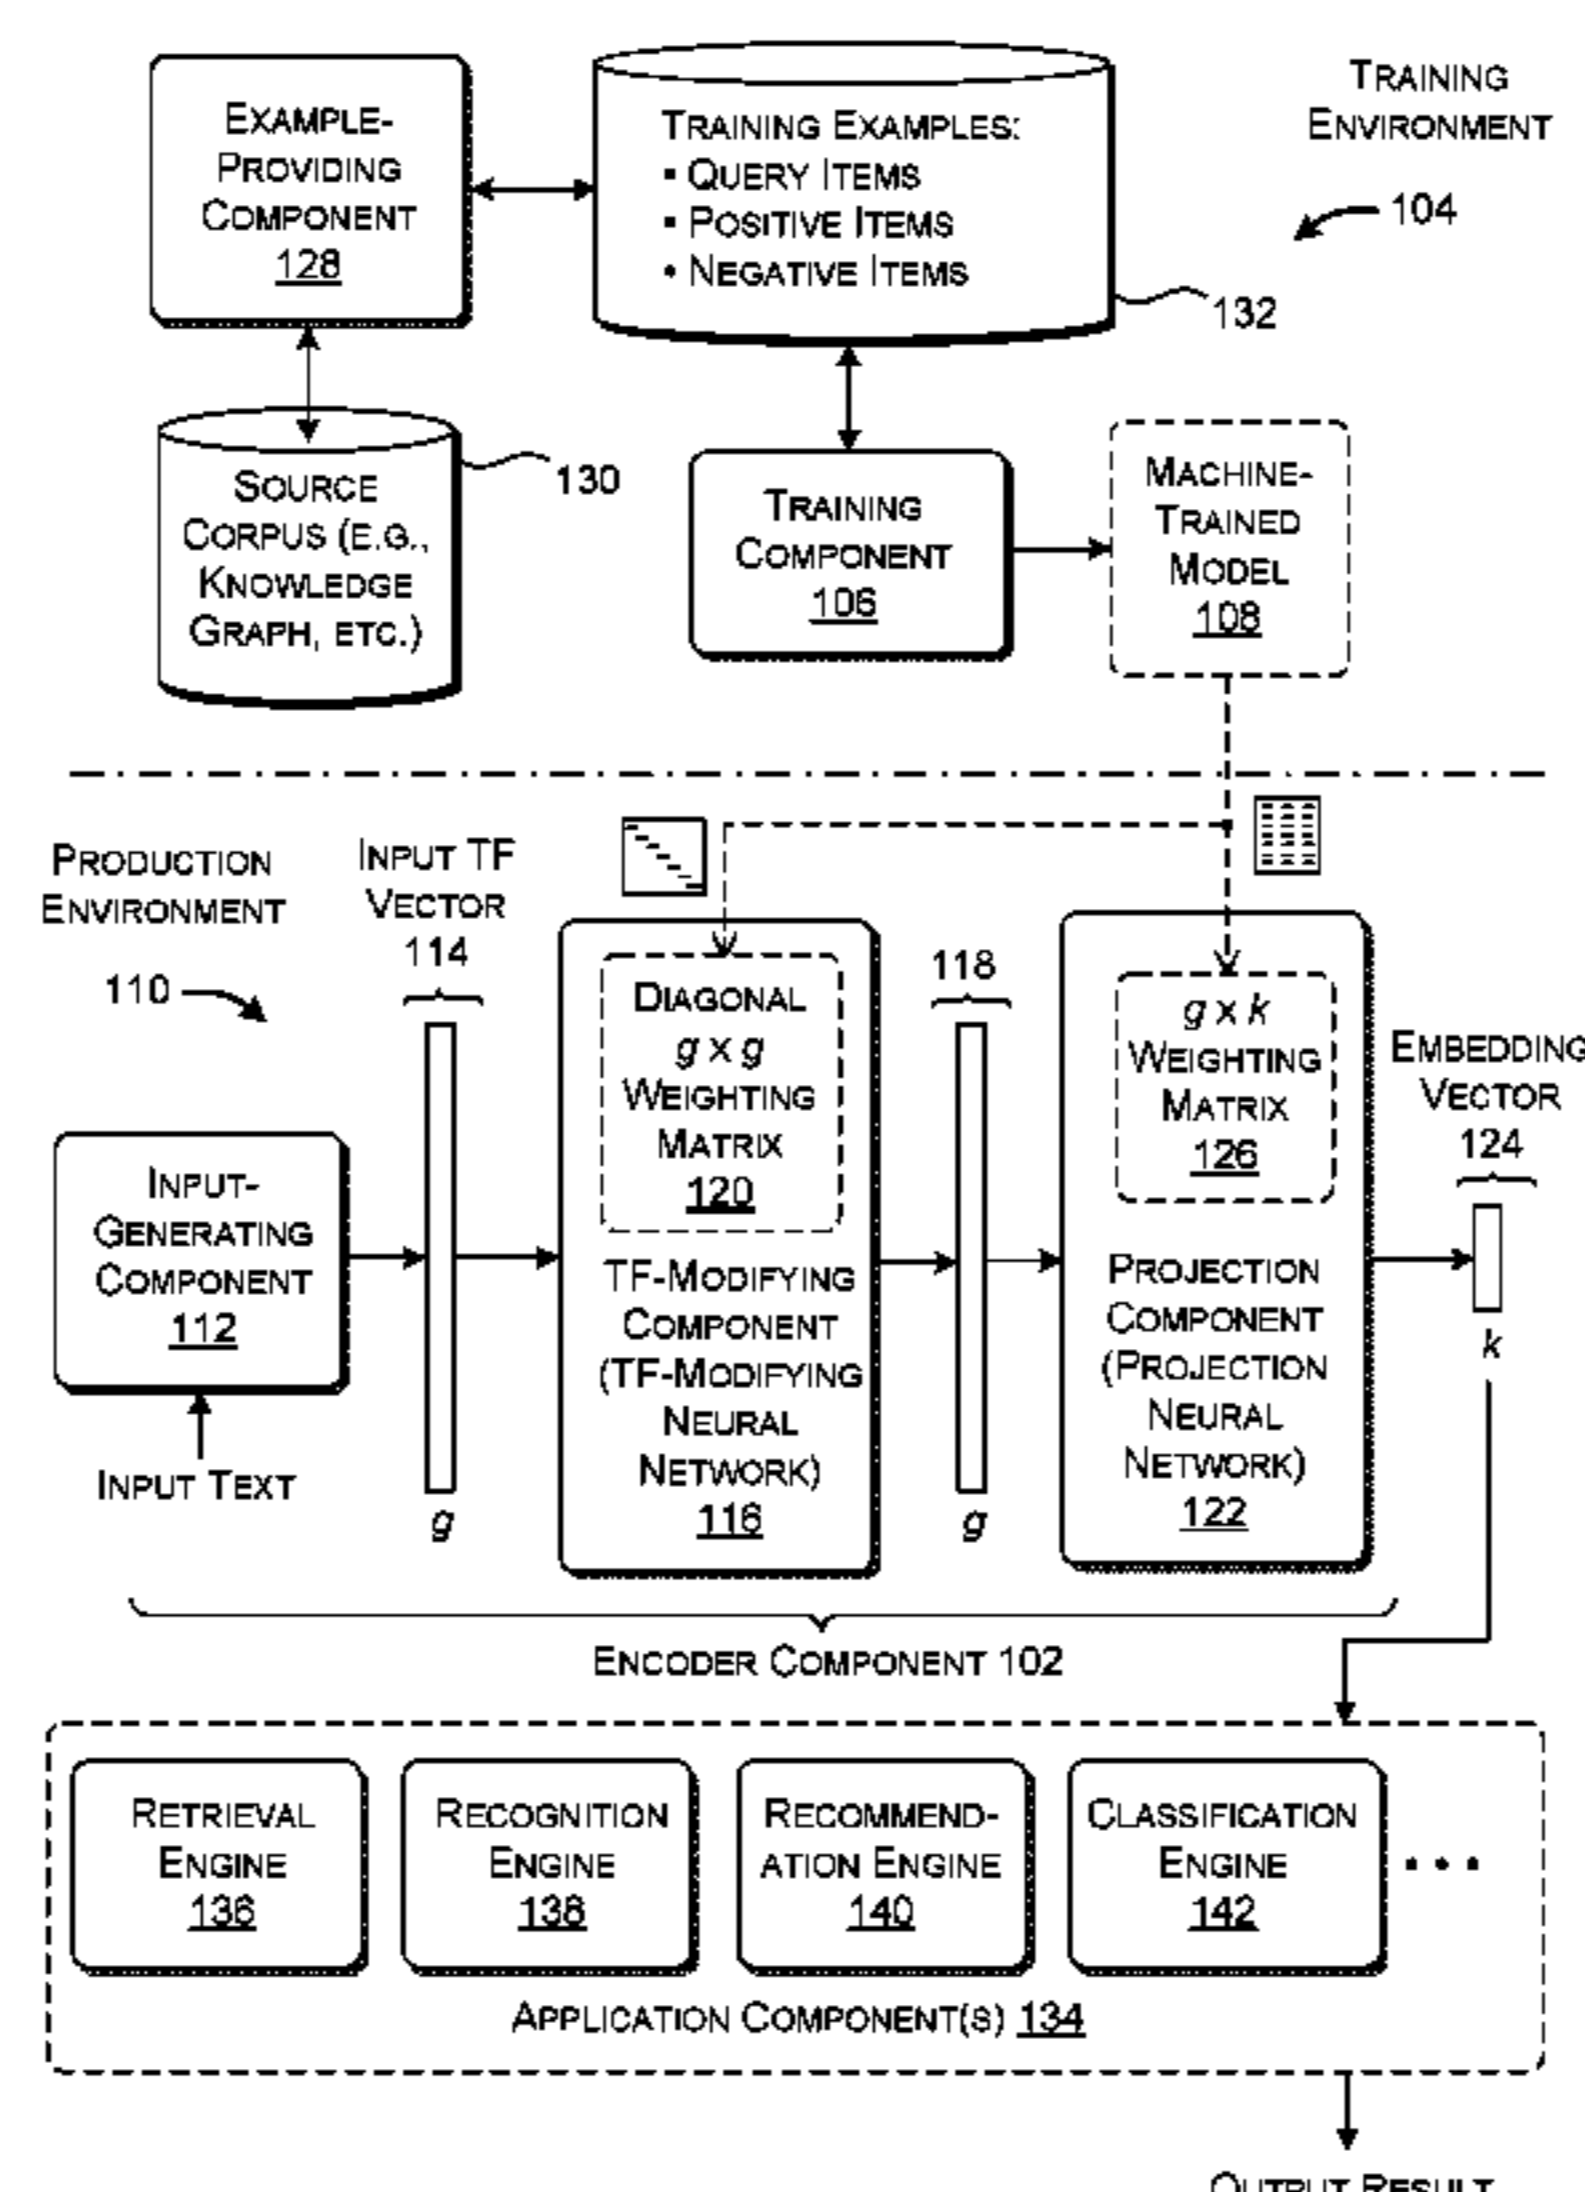 EXAMPLE-
PROVIDING
COMPONENT
128
TRAINING EXAMPLES:
▪ QUERY ITEMS
▪ POSITIVE ITEMS
• NEGATIVE ITEMS
132
TRAINING
ENVIRONMENT
104
SOURCE
CORPUS (E.G.,
KNOWLEDGE
GRAPH, ETC.)
130
TRAINING
COMPONENT
106
MACHINE-
TRAINED
MODEL
108
PRODUCTION
ENVIRONMENT
110
INPUT TF
VECTOR
114
g
INPUT-
GENERATING
COMPONENT
112
INPUT TEXT
DIAGONAL
g x g
WEIGHTING
MATRIX
120
TF-MODIFYING
COMPONENT
(TF-MODIFYING
NEURAL
NETWORK)
116
118
g
g x k
WEIGHTING
MATRIX
126
PROJECTION
COMPONENT
(PROJECTION
NEURAL
NETWORK)
122
EMBEDDING
VECTOR
124
k
ENCODER COMPONENT 102
RETRIEVAL
ENGINE
136
RECOGNITION
ENGINE
138
RECOMMEND-
ATION ENGINE
140
CLASSIFICATION
ENGINE
142
• • •
APPLICATION COMPONENT(S) 134
OUTPUT RESULT